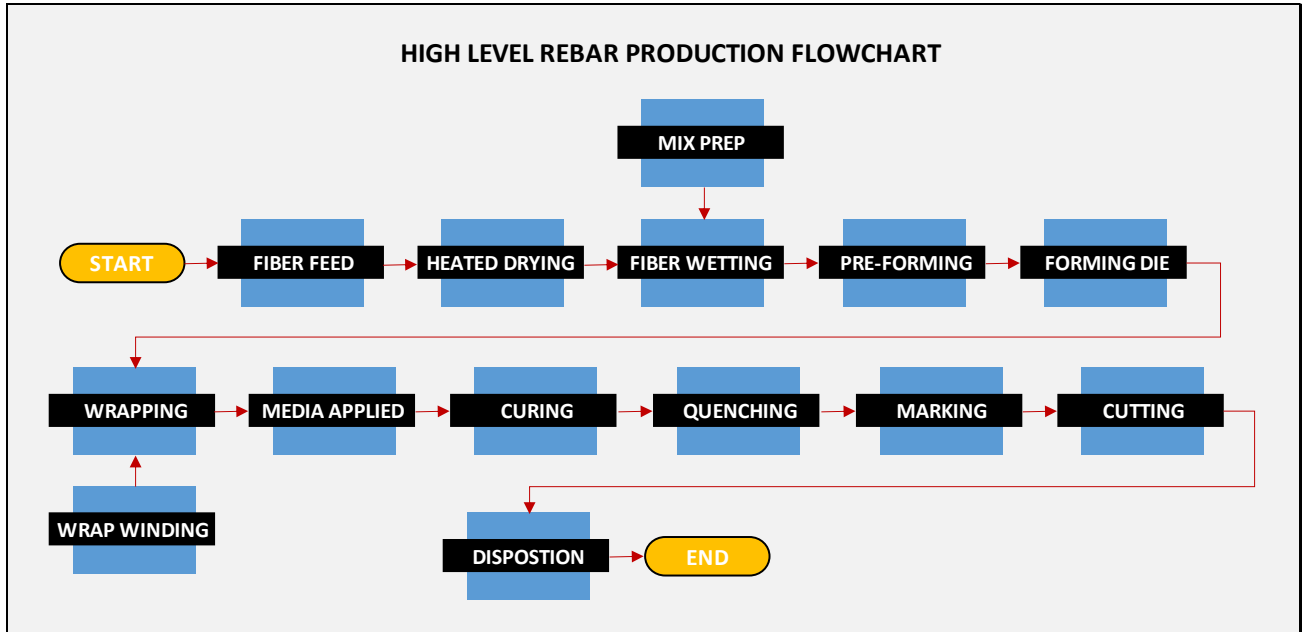 HIGH LEVEL REBAR PRODUCTION FLOWCHART
MIX PREP
START
FIBER FEED
HEATED DRYING
FIBER WETTING
PRE-FORMING
FORMING DIE
WRAPPING
MEDIA APPLIED
CURING
QUENCHING
MARKING
CUTTING
WRAP WINDING
DISPOSTION
END